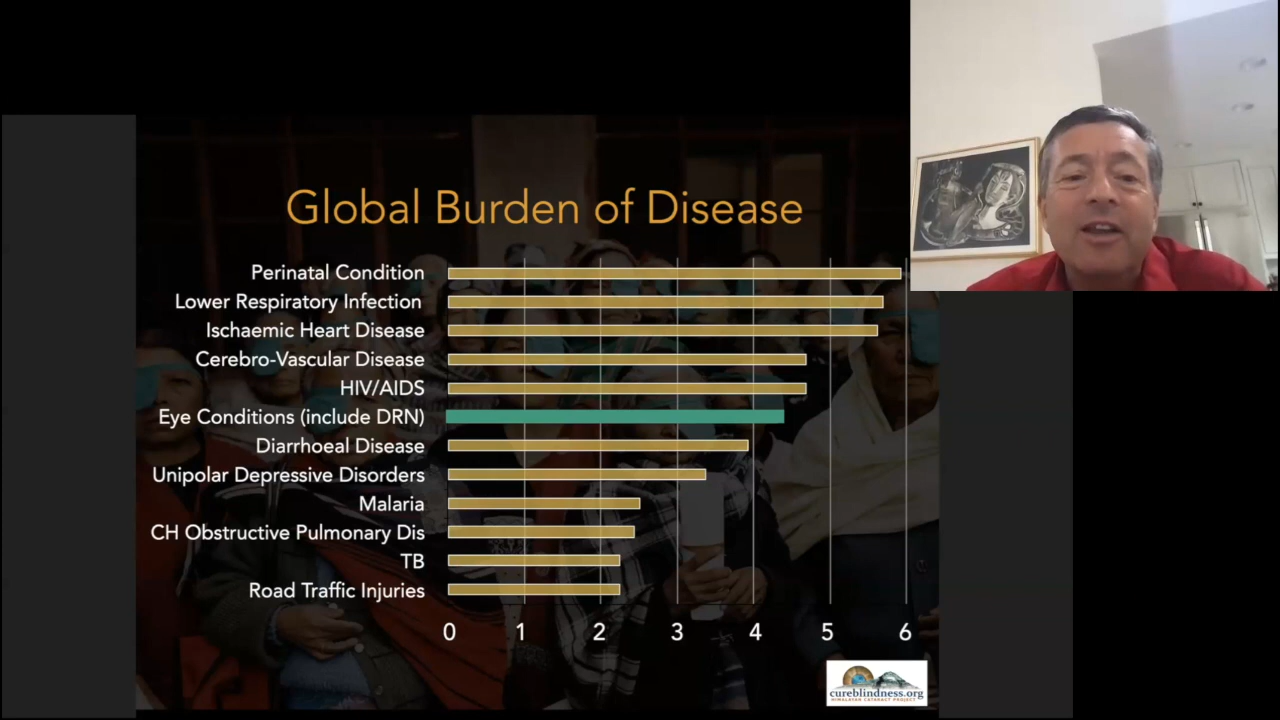 Global Burden of Disease
Perinatal Condition
Lower Respiratory Infection
Ischaemic Heart Disease
Cerebro-Vascular Disease
HIV/AIDS
Eye Conditions (include DRN)
Diarrhoeal Disease
Unipolar Depressive Disorders
Malaria
CH Obstructive Pulmonary Dis
TB
Road Traffic Injuries
0 1 2 3 4 5 6
cureblindness.org
HIMALAYAN CATARACT PROJECT